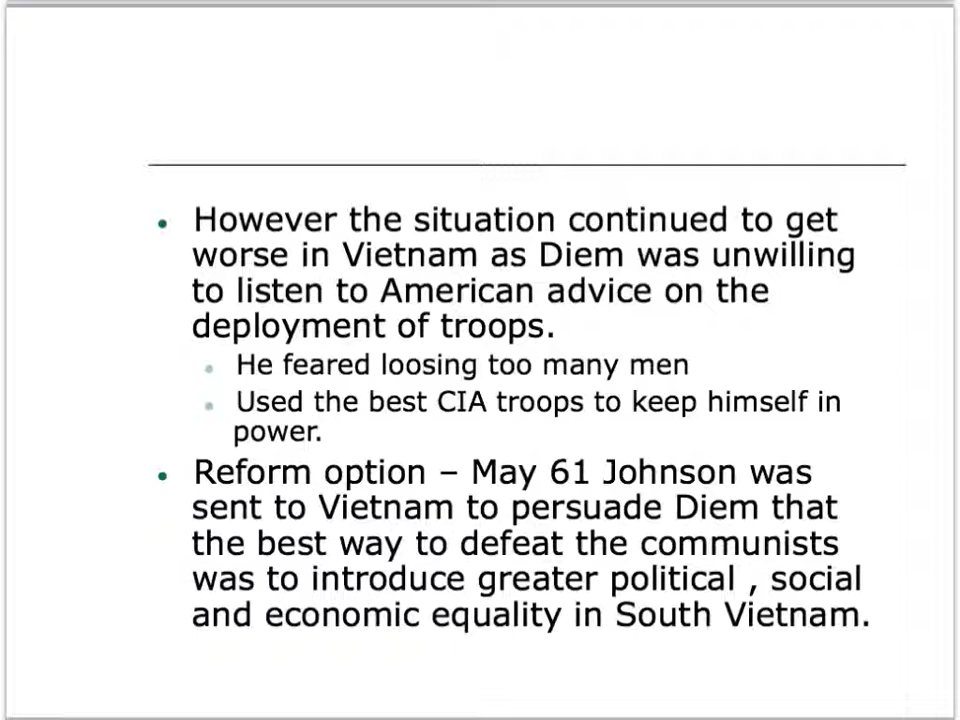 • However the situation continued to get
worse in Vietnam as Diem was unwilling
to listen to American advice on the
deployment of troops.
• He feared loosing too many men
• Used the best CIA troops to keep himself in
power.
• Reform option – May 61 Johnson was
sent to Vietnam to persuade Diem that
the best way to defeat the communists
was to introduce greater political , social
and economic equality in South Vietnam.